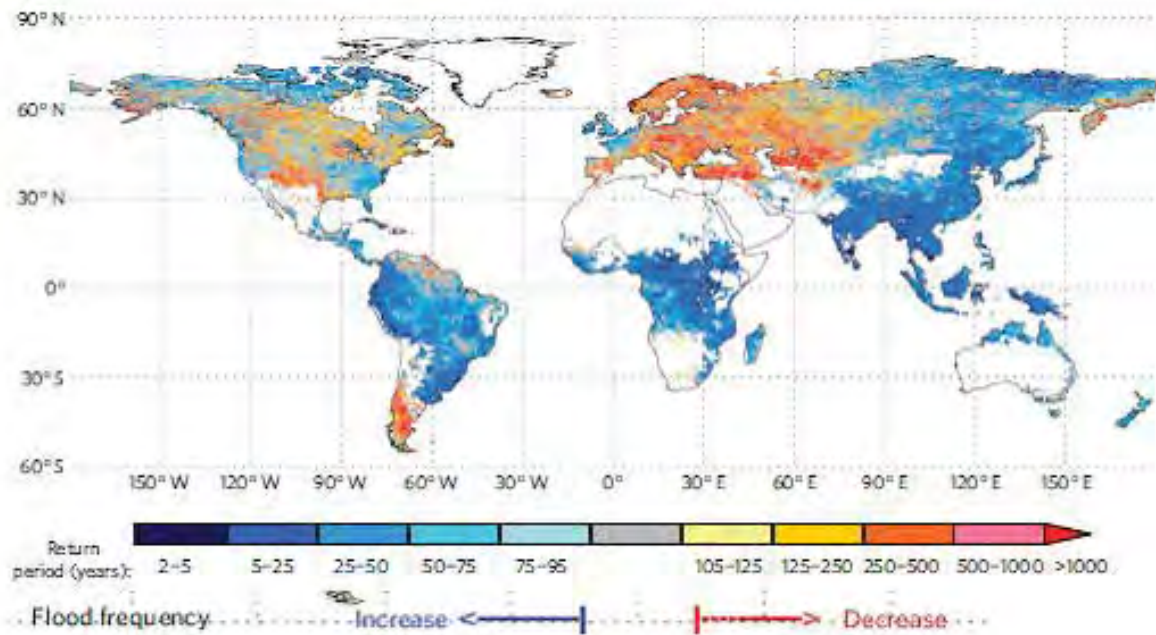 90° N
60° N
30° N
0°
30° S
60° S
150° W 120° W 90° W 60° W 30° W 0° 30° E 60° E 90° E 120° E 150° E
Return
period (years): 2–5 5–25 25–50 50–75 75–95 105–125 125–250 250–500 500–1000 >1000
Flood frequency Increase Decrease